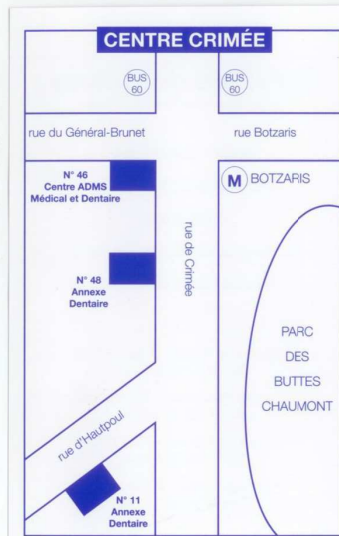 CENTRE CRIMÉE
BUS
60
BUS
60
rue du Général-Brunet
rue Botzaris
N° 46
Centre ADMS
Médical et Dentaire
M BOTZARIS
rue de Crimée
N° 48
Annexe
Dentaire
PARC
DES
BUTTES
CHAUMONT
rue d'Hautpoul
N° 11
Annexe
Dentaire